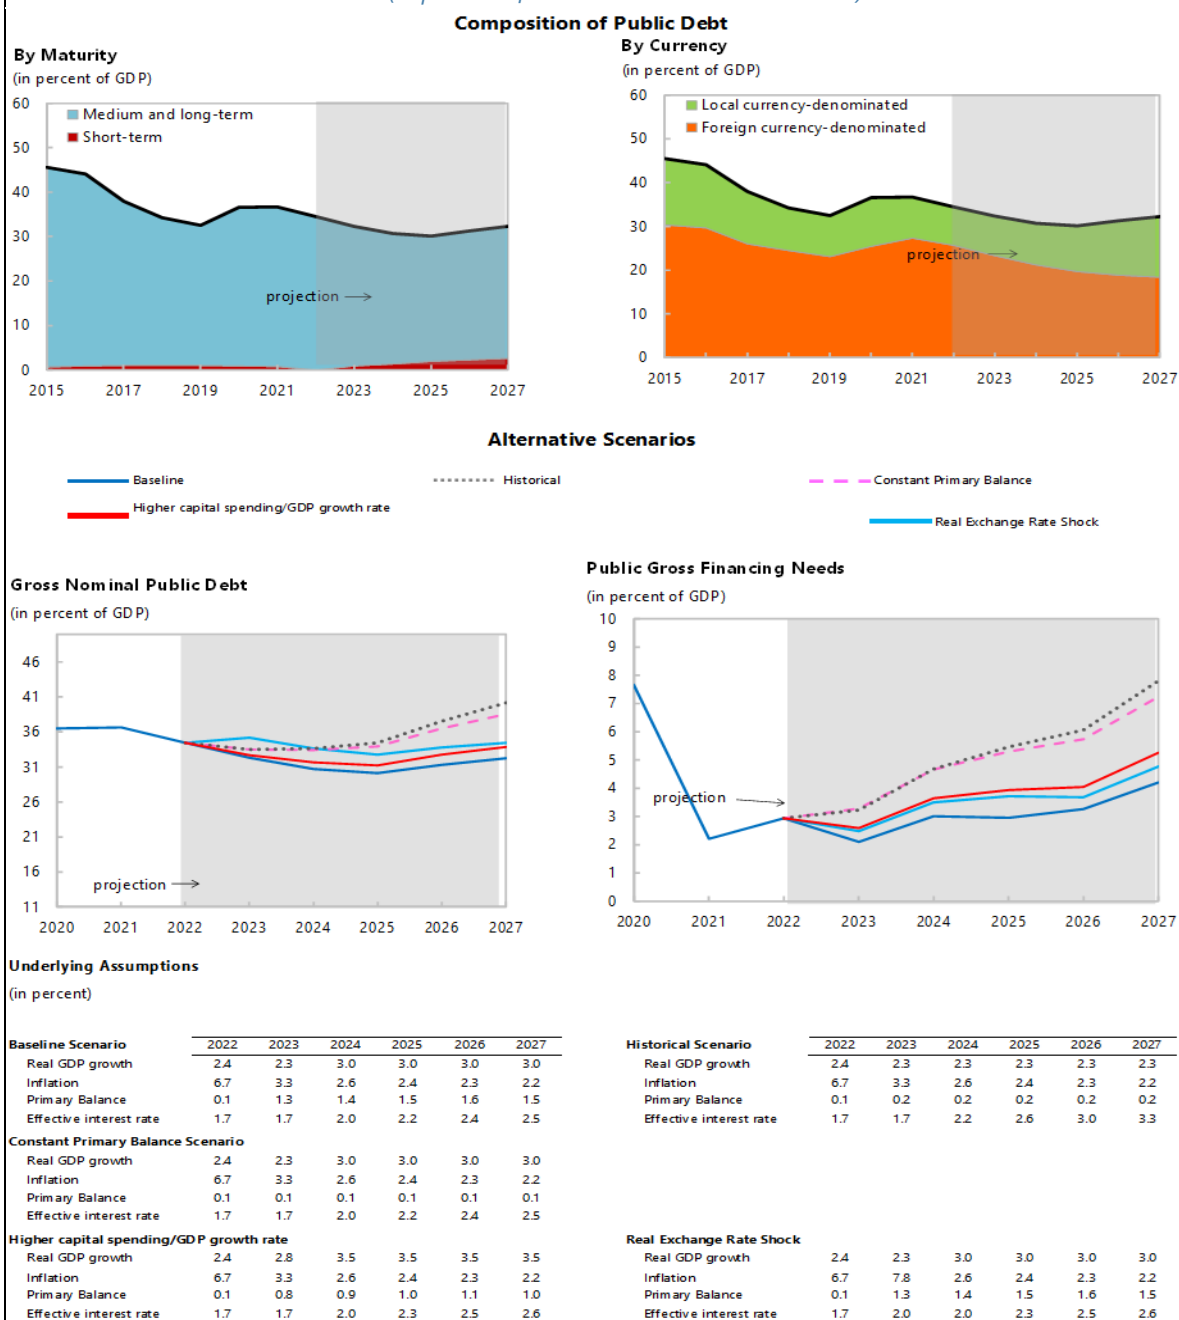 Composition of Public Debt
By Maturity
(in percent of GDP)
60
50
40
30
20
10
0
Medium and long-term
Short-term
projection
2015 2017 2019 2021 2023 2025 2027
By Currency
(in percent of GDP)
60
50
40
30
20
10
0
Local currency-denominated
Foreign currency-denominated
projection
2015 2017 2019 2021 2023 2025 2027
Alternative Scenarios
Baseline
Historical
Constant Primary Balance
Higher capital spending/GDP growth rate
Real Exchange Rate Shock
Gross Nominal Public Debt
(in percent of GDP)
46
41
36
31
26
21
16
11
projection
2020 2021 2022 2023 2024 2025 2026 2027
Public Gross Financing Needs
(in percent of GDP)
10
9
8
7
6
5
4
3
2
1
0
projection
2020 2021 2022 2023 2024 2025 2026 2027
Underlying Assumptions
(in percent)
Baseline Scenario 2022 2023 2024 2025 2026 2027
Real GDP growth 2.4 2.3 3.0 3.0 3.0 3.0
Inflation 6.7 3.3 2.6 2.4 2.3 2.2
Primary Balance 0.1 1.3 1.4 1.5 1.6 1.5
Effective interest rate 1.7 1.7 2.0 2.2 2.4 2.5
Historical Scenario 2022 2023 2024 2025 2026 2027
Real GDP growth 2.4 2.3 2.3 2.3 2.3 2.3
Inflation 6.7 3.3 2.6 2.4 2.3 2.2
Primary Balance 0.1 0.2 0.2 0.2 0.2 0.2
Effective interest rate 1.7 1.7 2.2 2.6 3.0 3.3
Constant Primary Balance Scenario
Real GDP growth 2.4 2.3 3.0 3.0 3.0 3.0
Inflation 6.7 3.3 2.6 2.4 2.3 2.2
Primary Balance 0.1 0.1 0.1 0.1 0.1 0.1
Effective interest rate 1.7 1.7 2.0 2.2 2.4 2.5
Higher capital spending/GDP growth rate
Real GDP growth 2.4 2.8 3.5 3.5 3.5 3.5
Inflation 6.7 3.3 2.6 2.4 2.3 2.2
Primary Balance 0.1 0.8 0.9 1.0 1.1 1.0
Effective interest rate 1.7 1.7 2.0 2.3 2.5 2.6
Real Exchange Rate Shock
Real GDP growth 2.4 2.3 3.0 3.0 3.0 3.0
Inflation 6.7 7.8 2.6 2.4 2.3 2.2
Primary Balance 0.1 1.3 1.4 1.5 1.6 1.5
Effective interest rate 1.7 2.0 2.0 2.3 2.5 2.6